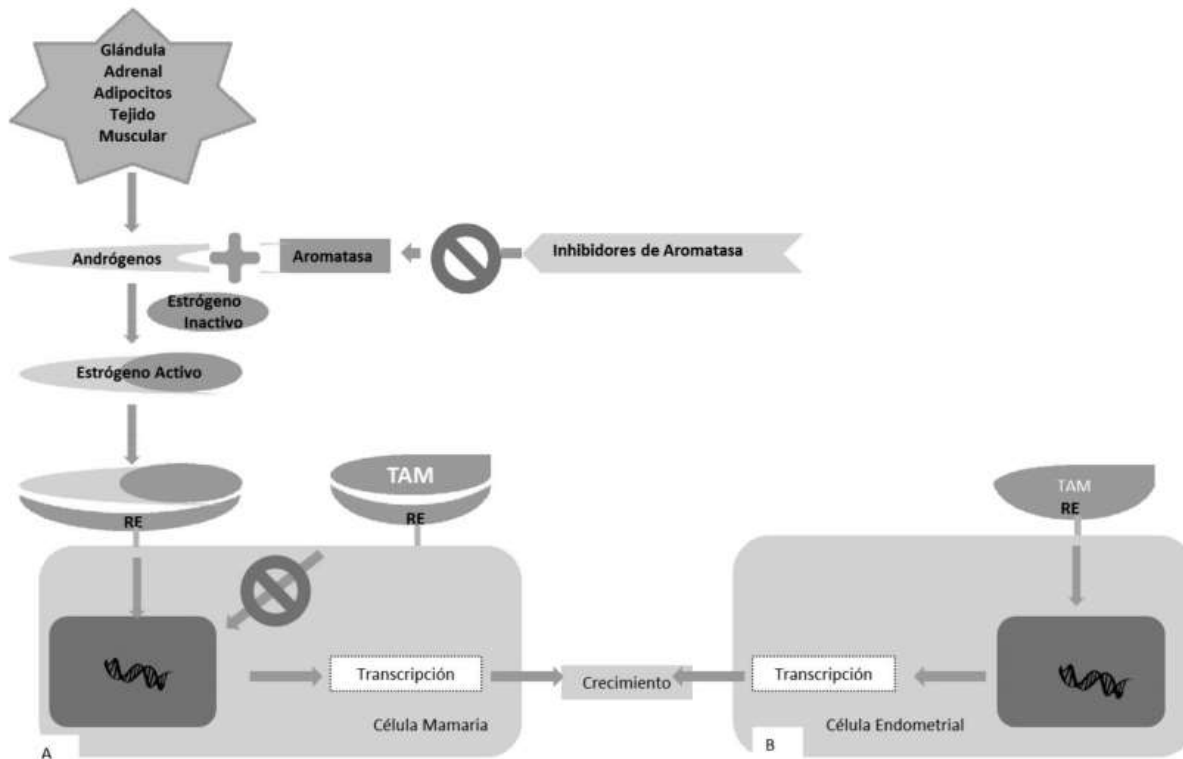 Glándula
Adrenal
Adipocitos
Tejido
Muscular
Andrógenos
Aromatasa
Inhibidores de Aromatasa
Estrógeno
Inactivo
Estrógeno Activo
RE
TAM
RE
TAM
RE
Transcripción
Crecimiento
Transcripción
Célula Mamaria
Célula Endometrial
A
B